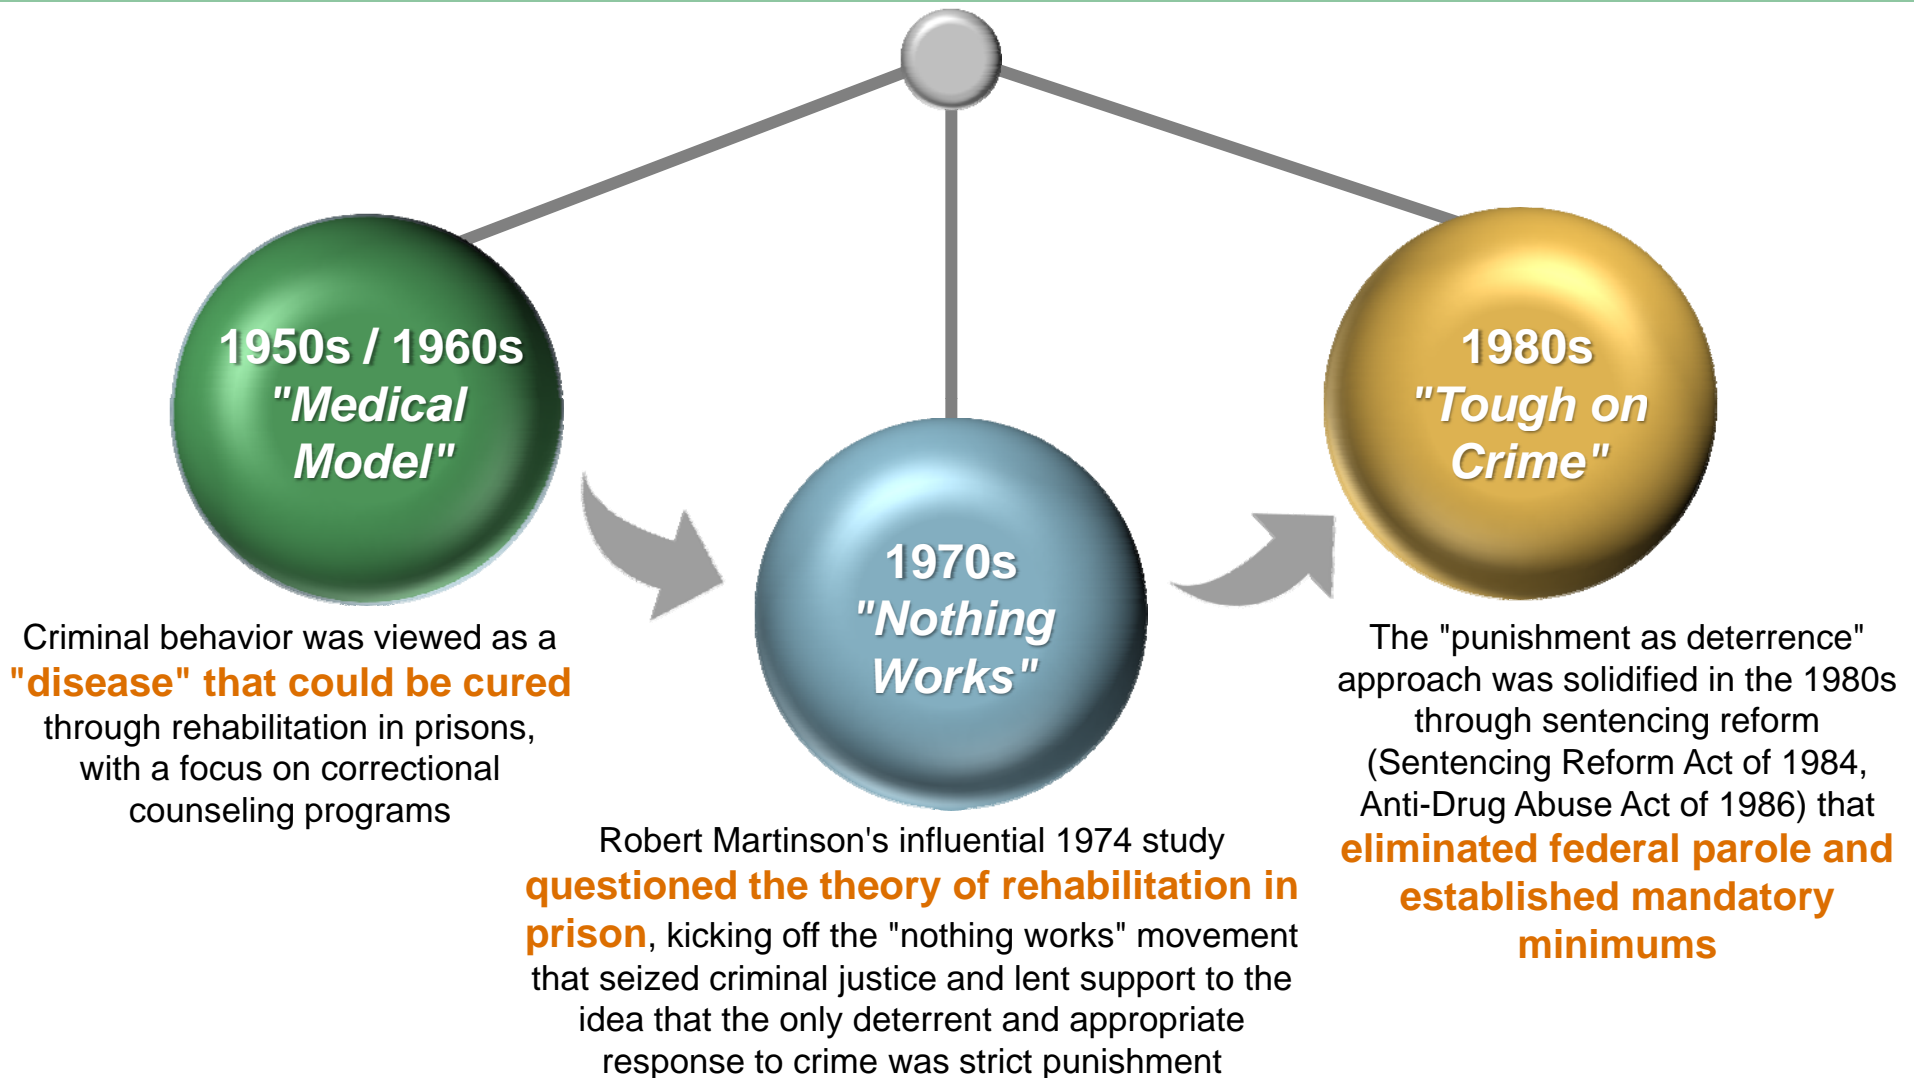 1950s / 1960s
"Medical
Model"
Criminal behavior was viewed as a
"disease" that could be cured
through rehabilitation in prisons,
with a focus on correctional
counseling programs
1970s
"Nothing
Works"
Robert Martinson's influential 1974 study
questioned the theory of rehabilitation in
prison, kicking off the "nothing works" movement
that seized criminal justice and lent support to the
idea that the only deterrent and appropriate
response to crime was strict punishment
1980s
"Tough on
Crime"
The "punishment as deterrence"
approach was solidified in the 1980s
through sentencing reform
(Sentencing Reform Act of 1984,
Anti-Drug Abuse Act of 1986) that
eliminated federal parole and
established mandatory
minimums